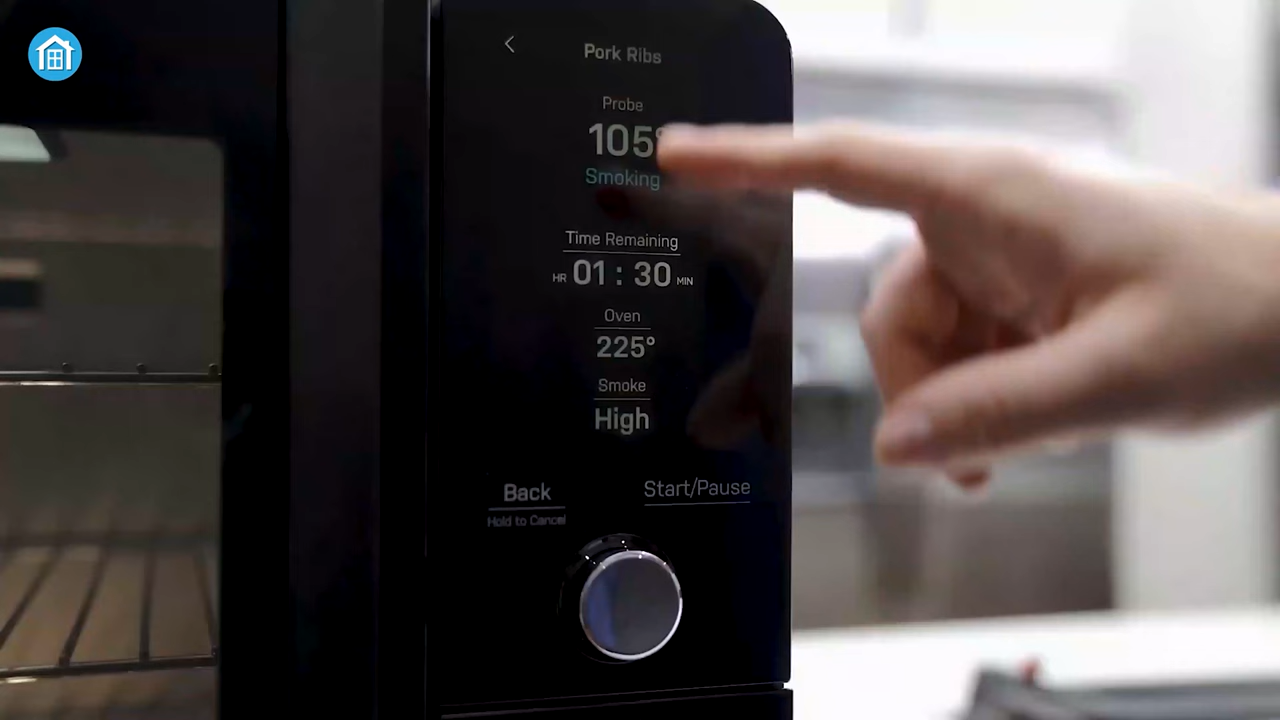 Pork Ribs
Probe
105°
Smoking
Time Remaining
HR 01 : 30 MIN
Oven
225°
Smoke
High
Back
Start/Pause
Hold to Cancel